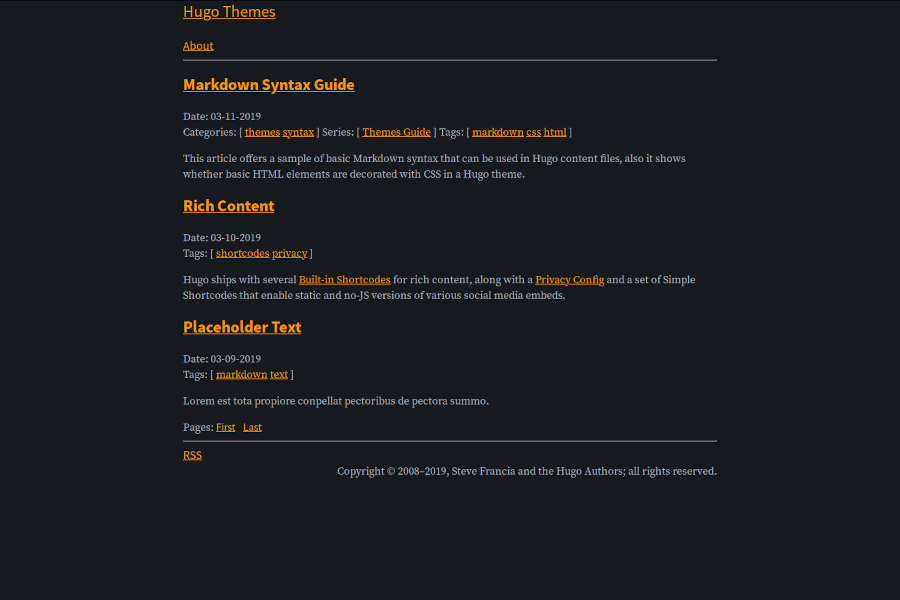 Hugo Themes
About
Markdown Syntax Guide
Date: 03-11-2019
Categories: [ themes syntax ] Series: [ Themes Guide ] Tags: [ markdown css html ]
This article offers a sample of basic Markdown syntax that can be used in Hugo content files, also it shows
whether basic HTML elements are decorated with CSS in a Hugo theme.
Rich Content
Date: 03-10-2019
Tags: [ shortcodes privacy ]
Hugo ships with several Built-in Shortcodes for rich content, along with a Privacy Config and a set of Simple
Shortcodes that enable static and no-JS versions of various social media embeds.
Placeholder Text
Date: 03-09-2019
Tags: [ markdown text ]
Lorem est tota propiore conpellat pectoribus de pectora summo.
Pages: First Last
RSS
Copyright © 2008–2019, Steve Francia and the Hugo Authors; all rights reserved.